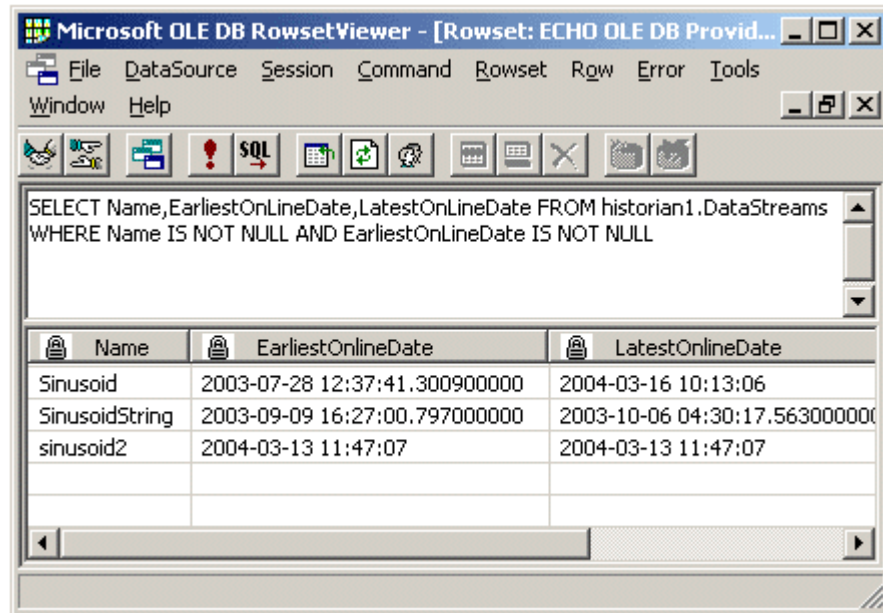 Microsoft OLE DB RowsetViewer - [Rowset: ECHO OLE DB Provid...
File DataSource Session Command Rowset Row Error Tools
Window Help
SQL
SELECT Name,EarliestOnLineDate,LatestOnLineDate FROM historian1.DataStreams
WHERE Name IS NOT NULL AND EarliestOnLineDate IS NOT NULL
Name EarliestOnlineDate LatestOnlineDate
Sinusoid 2003-07-28 12:37:41.300900000 2004-03-16 10:13:06
SinusoidString 2003-09-09 16:27:00.797000000 2003-10-06 04:30:17.563000000
sinusoid2 2004-03-13 11:47:07 2004-03-13 11:47:07